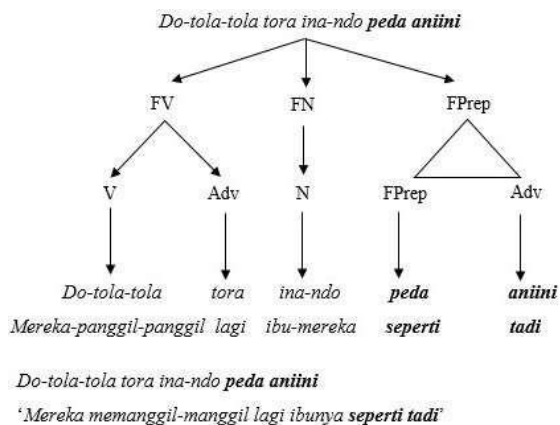 Do-tola-tola tora ina-ndo peda aniini
FV FN FPrep
V Adv N FPrep Adv
Do-tola-tola tora ina-ndo peda aniini
Mereka-panggil-panggil lagi ibu-mereka seperti tadi
Do-tola-tola tora ina-ndo peda aniini
‘Mereka memanggil-manggil lagi ibunya seperti tadi’